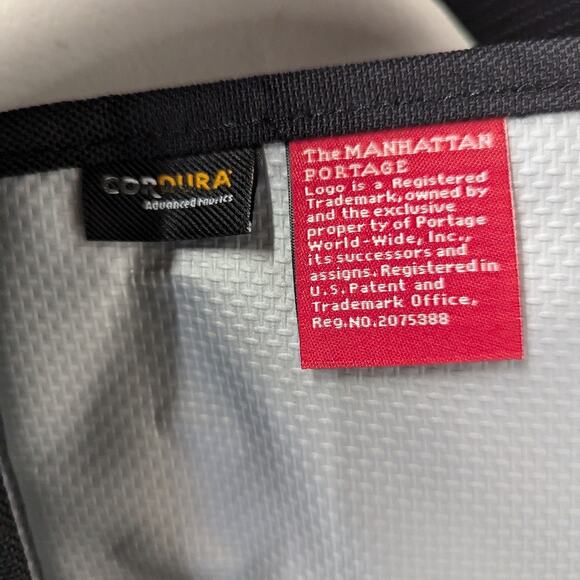 CORDURA
Advanced Fabrics
The MANHATTAN
PORTAGE
Logo is a Registered
Trademark, owned by
and the exclusive
property of Portage
World-Wide, Inc.,
its successors and
assigns. Registered in
U.S. Patent and
Trademark Office,
Reg.NO.2075388